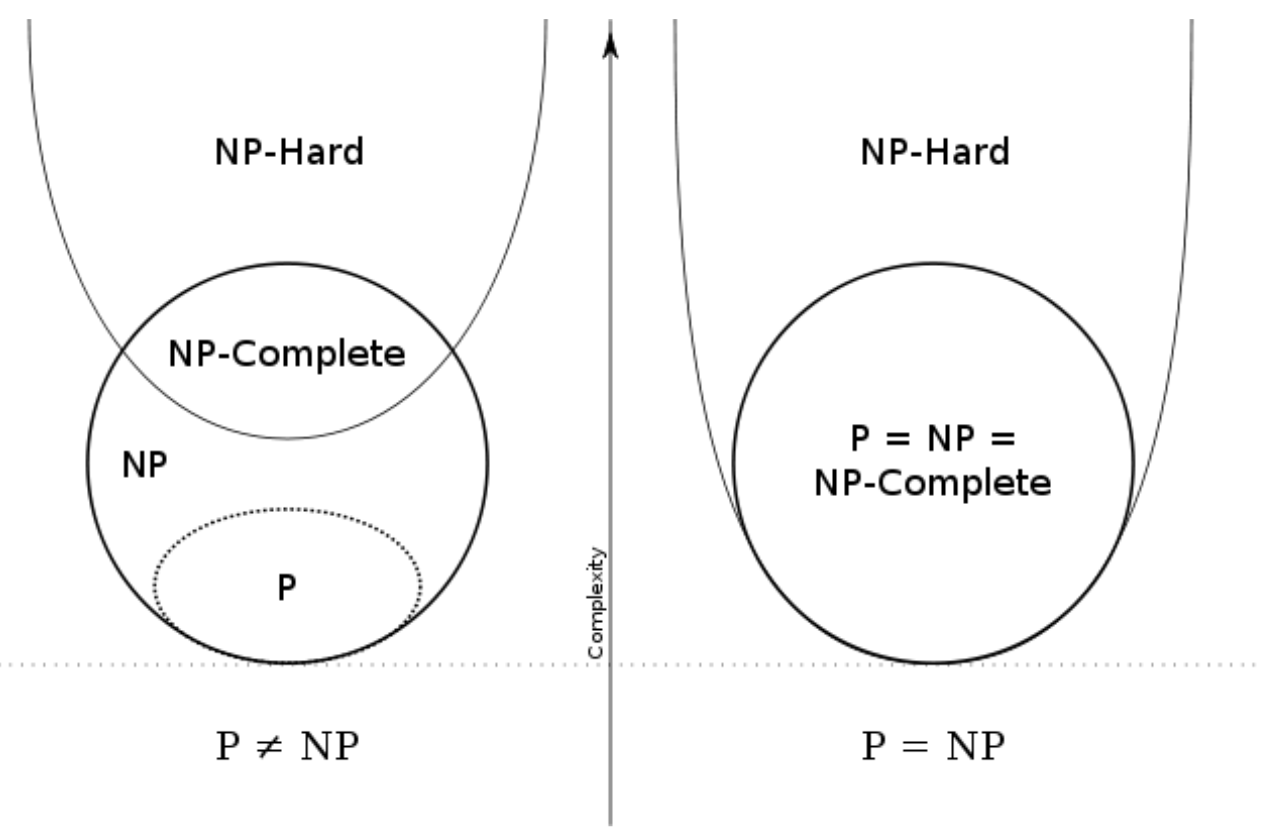 NP-Hard
NP-Complete
NP
P
P ≠ NP
Complexity
NP-Hard
P = NP =
NP-Complete
P = NP